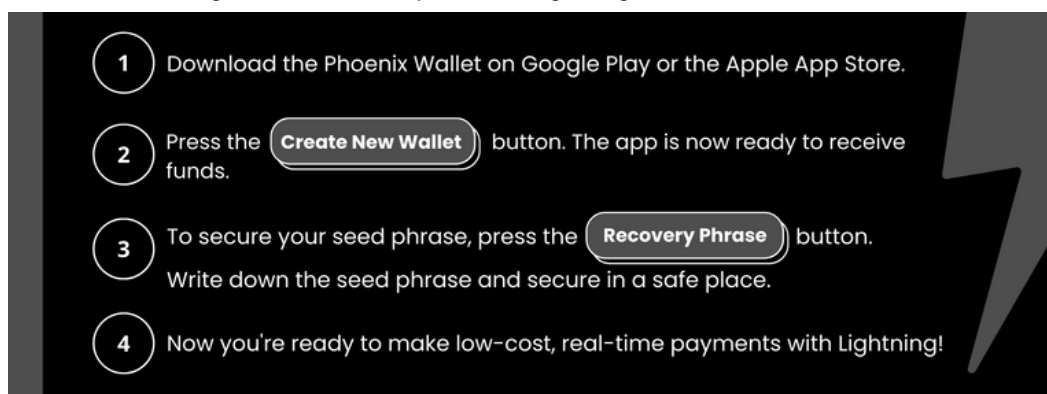 1 Download the Phoenix Wallet on Google Play or the Apple App Store.
2 Press the Create New Wallet button. The app is now ready to receive
funds.
3 To secure your seed phrase, press the Recovery Phrase button.
Write down the seed phrase and secure in a safe place.
4 Now you're ready to make low-cost, real-time payments with Lightning!